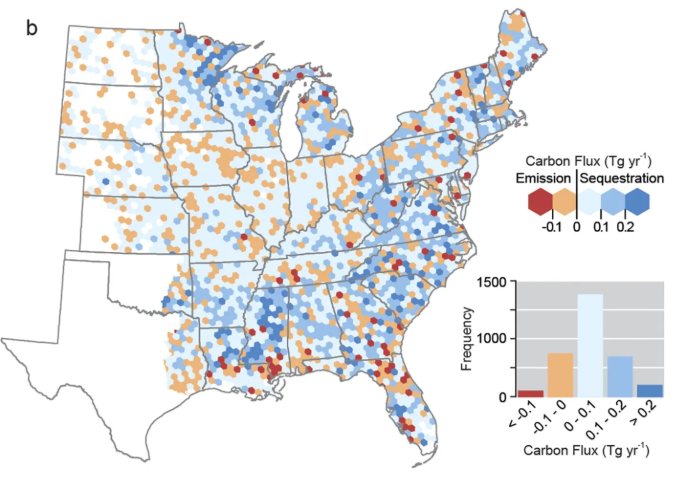 b
Carbon Flux (Tg yr⁻¹)
Emission Sequestration
-0.1 0 0.1 0.2
1500
1000
0
Frequency
< -0.1
-0.1 - 0
0 - 0.1
0.1 - 0.2
> 0.2
Carbon Flux (Tg yr⁻¹)